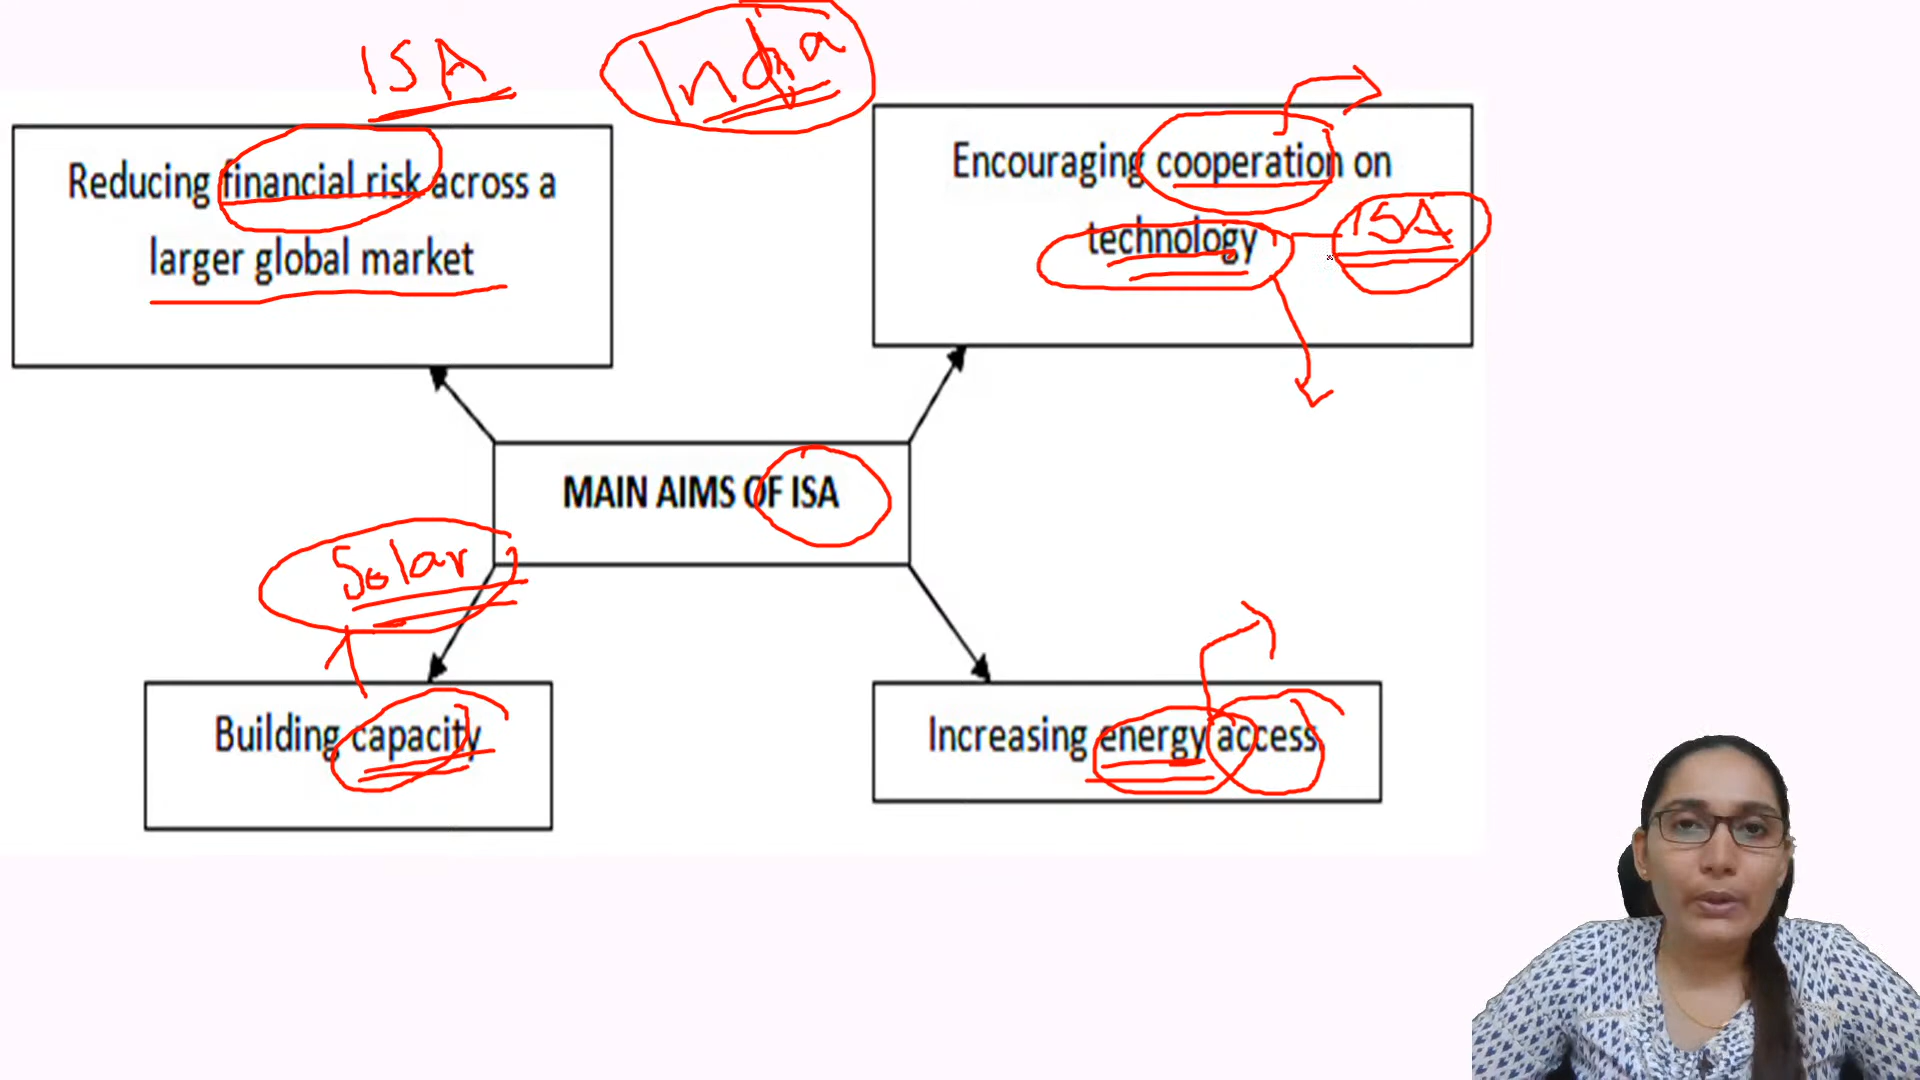 ISA
India
Reducing financial risk across a
larger global market
Encouraging cooperation on
technology
ISA
MAIN AIMS OF ISA
Solar
Building capacity
Increasing energy access